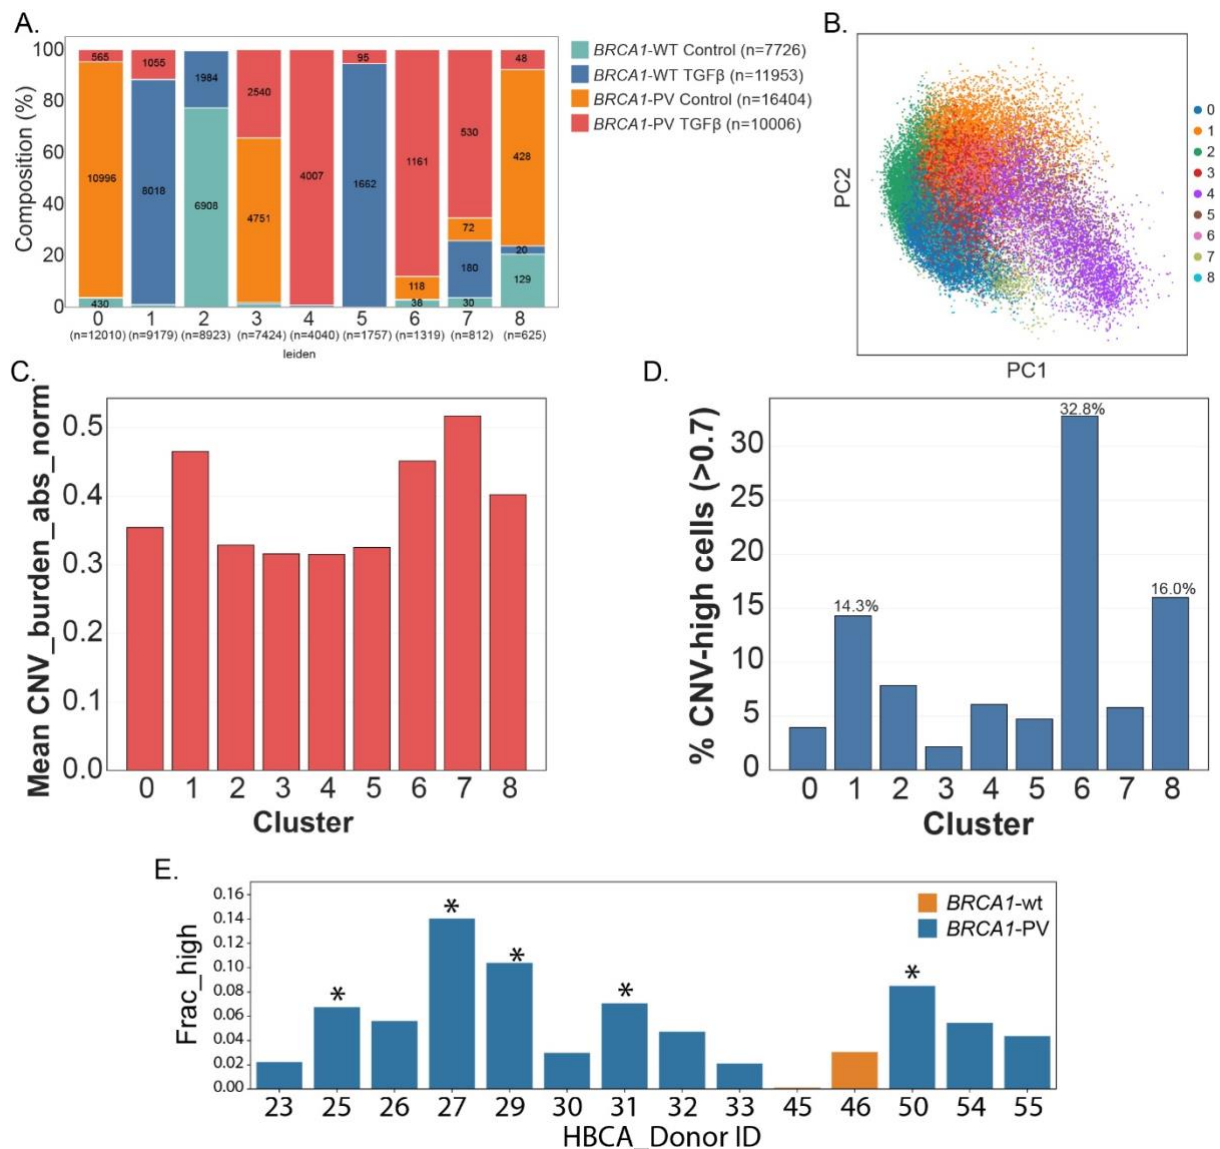 A.
Composition (%)
100
80
60
40
20
0
565
10996
430
1055
8018
1984
6908
2540
4751
4007
95
1662
1161
118
38
530
72
180
30
48
428
20
129
0 1 2 3 4 5 6 7 8
(n=12010) (n=9179) (n=8923) (n=7424) (n=4040) (n=1757) (n=1319) (n=812) (n=625)
leiden
BRCA1-WT Control (n=7726)
BRCA1-WT TGFβ (n=11953)
BRCA1-PV Control (n=16404)
BRCA1-PV TGFβ (n=10006)
B.
PC2
PC1
0
1
2
3
4
5
6
7
8
C.
Mean CNV_burden_abs_norm
0.5
0.4
0.3
0.2
0.1
0.0
0 1 2 3 4 5 6 7 8
Cluster
D.
% CNV-high cells (>0.7)
30
25
20
15
10
5
0
14.3%
32.8%
16.0%
0 1 2 3 4 5 6 7 8
Cluster
E.
Frac_high
0.16
0.14
0.12
0.10
0.08
0.06
0.04
0.02
0.00
* * * * *
BRCA1-wt
BRCA1-PV
23 25 26 27 29 30 31 32 33 45 46 50 54 55
HBCA_Donor ID